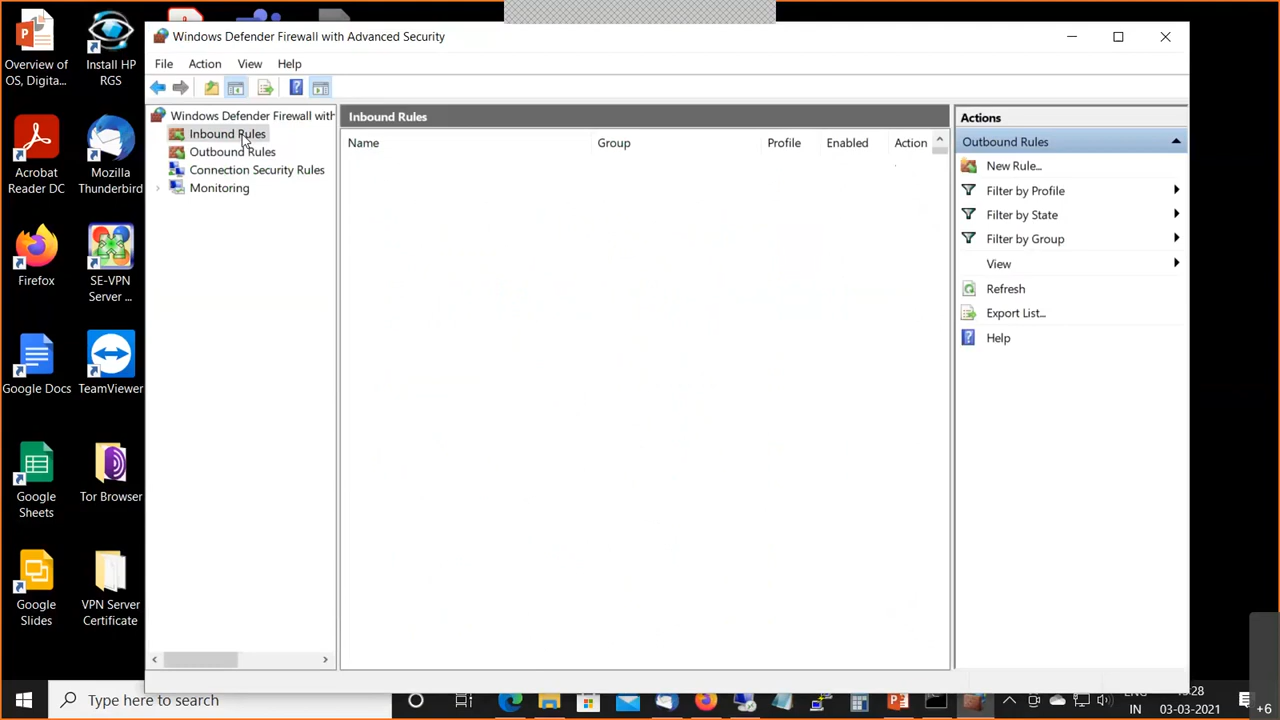 Overview of OS, Digita...
Install HP RGS
Acrobat Reader DC
Mozilla Thunderbird
Firefox
SE-VPN Server ...
Google Docs
TeamViewer
Google Sheets
Tor Browser
Google Slides
VPN Server Certificate
Windows Defender Firewall with Advanced Security
File Action View Help
Windows Defender Firewall with
Inbound Rules
Outbound Rules
Connection Security Rules
Monitoring
Inbound Rules
Name Group Profile Enabled Action
Actions
Outbound Rules
New Rule...
Filter by Profile
Filter by State
Filter by Group
View
Refresh
Export List...
Help
Type here to search
IN
03-03-2021
+6